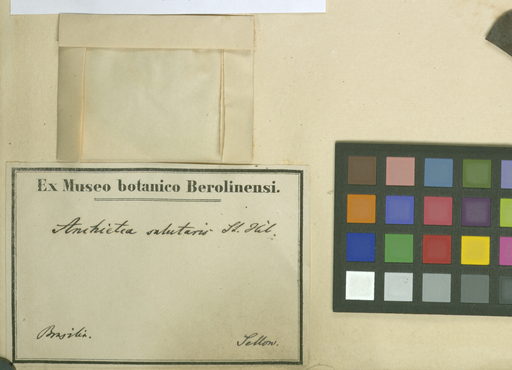 Ex Museo botanico Berolinensi.
Anchietea salutaris St. Hil.
Brasilia.
Sellow.